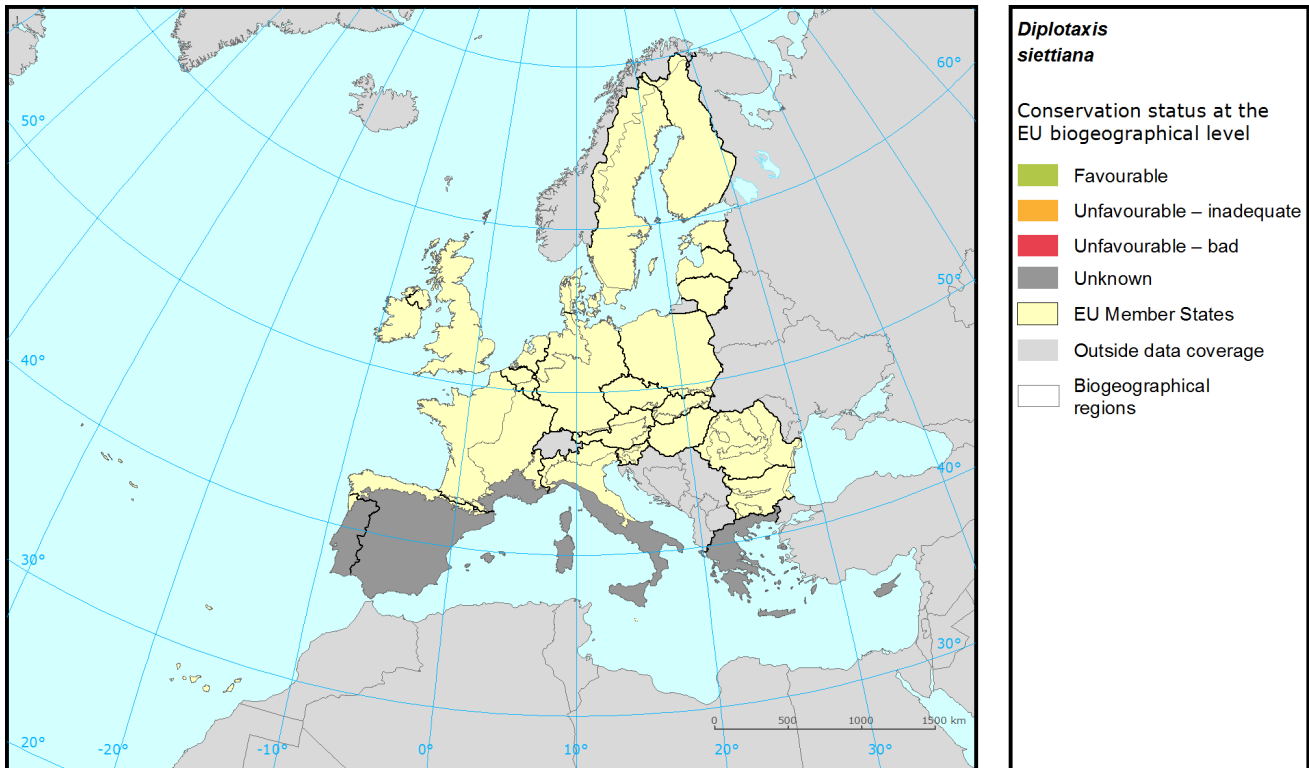 Diplotaxis
siettiana
Conservation status at the
EU biogeographical level
Favourable
Unfavourable – inadequate
Unfavourable – bad
Unknown
EU Member States
Outside data coverage
Biogeographical
regions
60°
50°
50°
40°
40°
30°
30°
0 500 1000 1500 km
20° -20° -10° 0° 10° 20° 30°